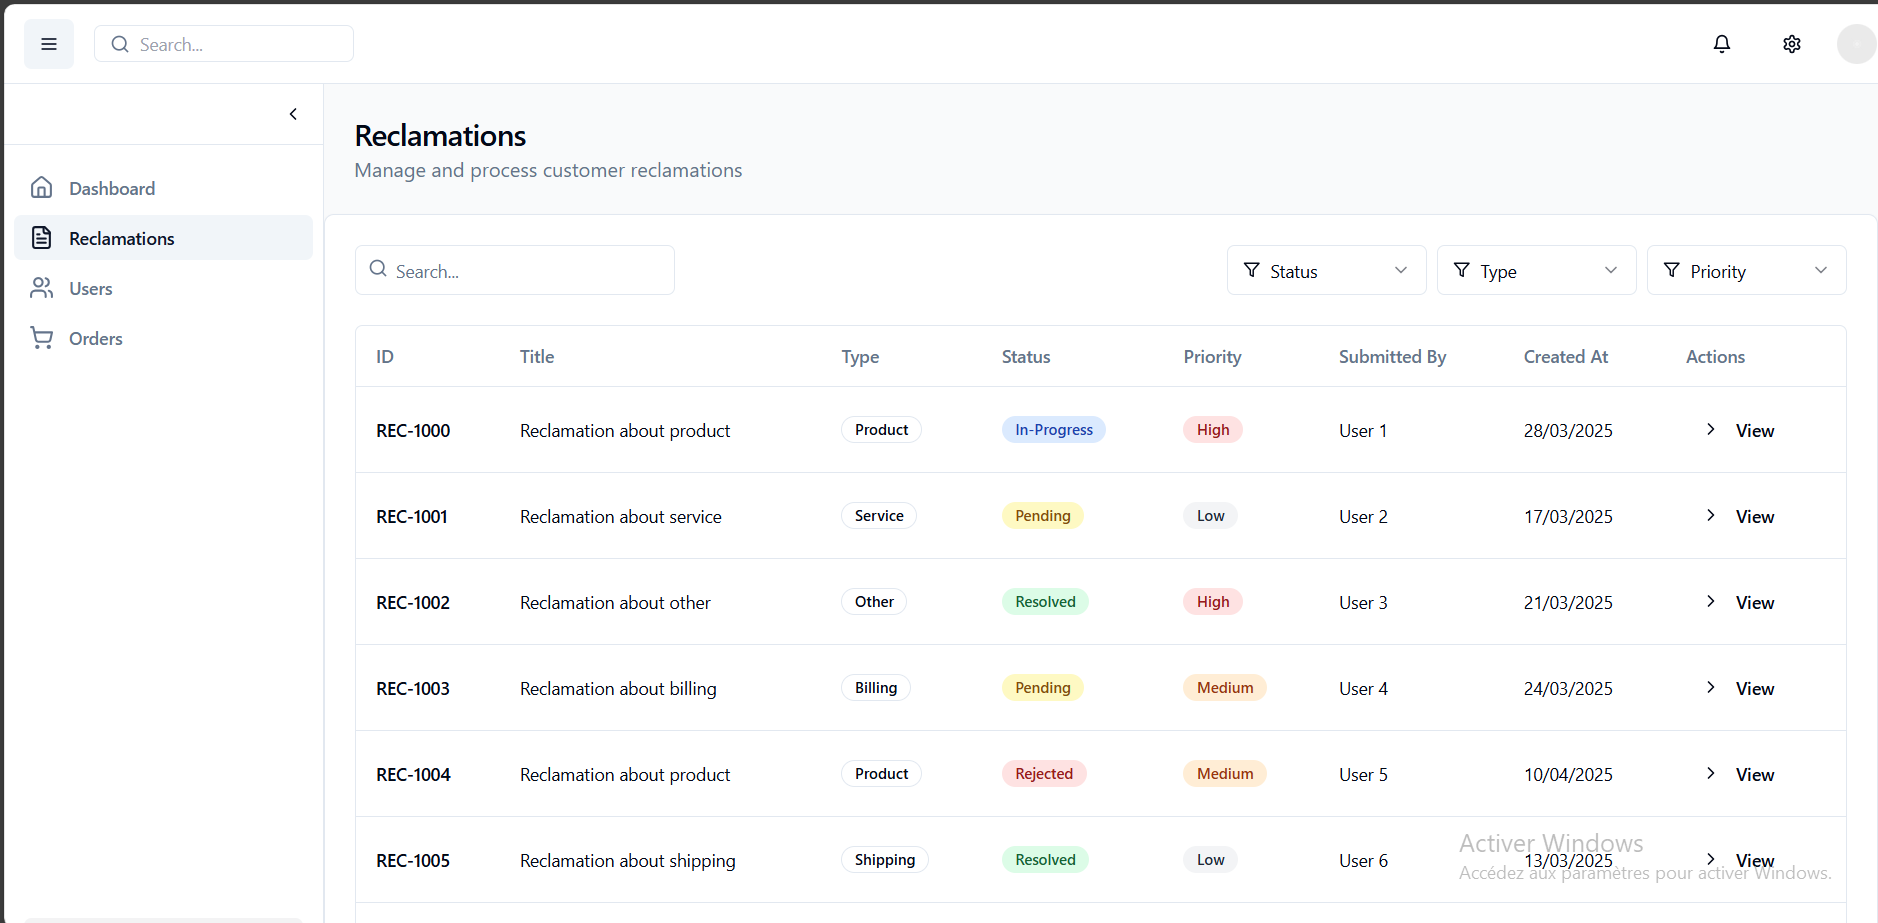 Search...
Dashboard
Reclamations
Users
Orders
Reclamations
Manage and process customer reclamations
Search...
Status Type Priority
ID Title Type Status Priority Submitted By Created At Actions
REC-1000 Reclamation about product Product In-Progress High User 1 28/03/2025 View
REC-1001 Reclamation about service Service Pending Low User 2 17/03/2025 View
REC-1002 Reclamation about other Other Resolved High User 3 21/03/2025 View
REC-1003 Reclamation about billing Billing Pending Medium User 4 24/03/2025 View
REC-1004 Reclamation about product Product Rejected Medium User 5 10/04/2025 View
REC-1005 Reclamation about shipping Shipping Resolved Low User 6 13/03/2025 View
Activer Windows
Accédez aux paramètres pour activer Windows.